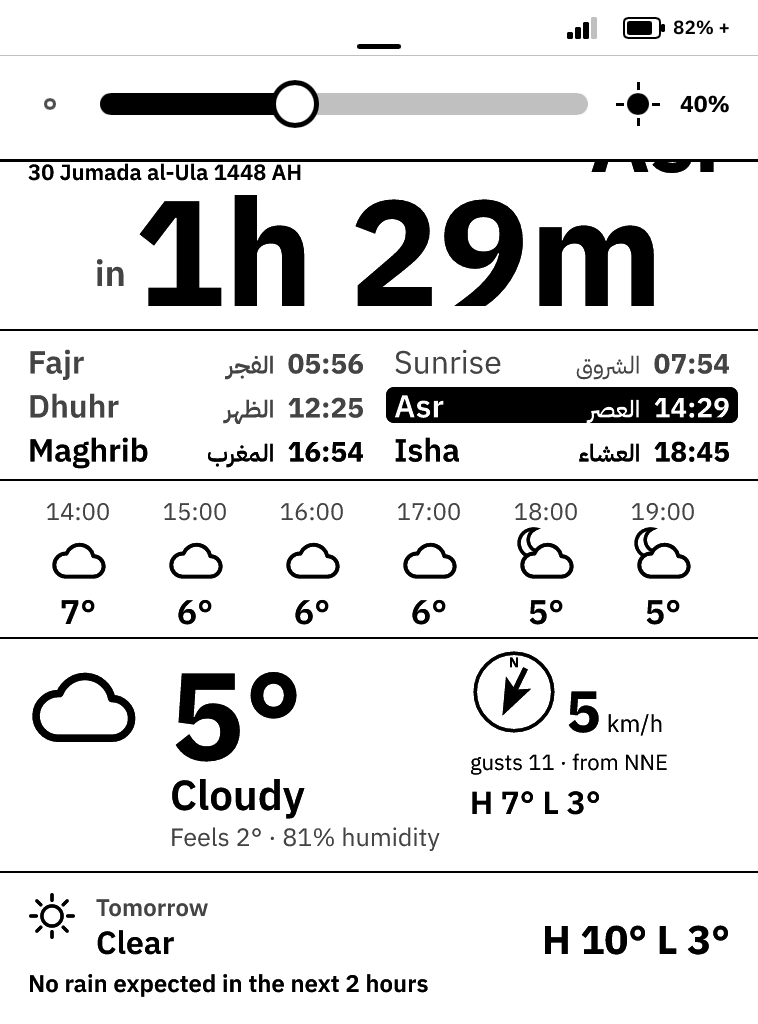 82% +
40%
30 Jumada al-Ula 1448 AH
Asr
in 1h 29m
Fajr الفجر 05:56 Sunrise الشروق 07:54
Dhuhr الظهر 12:25 Asr العصر 14:29
Maghrib المغرب 16:54 Isha العشاء 18:45
14:00 15:00 16:00 17:00 18:00 19:00
7° 6° 6° 6° 5° 5°
N
5° 5 km/h
gusts 11 · from NNE
Cloudy H 7° L 3°
Feels 2° · 81% humidity
Tomorrow
Clear H 10° L 3°
No rain expected in the next 2 hours